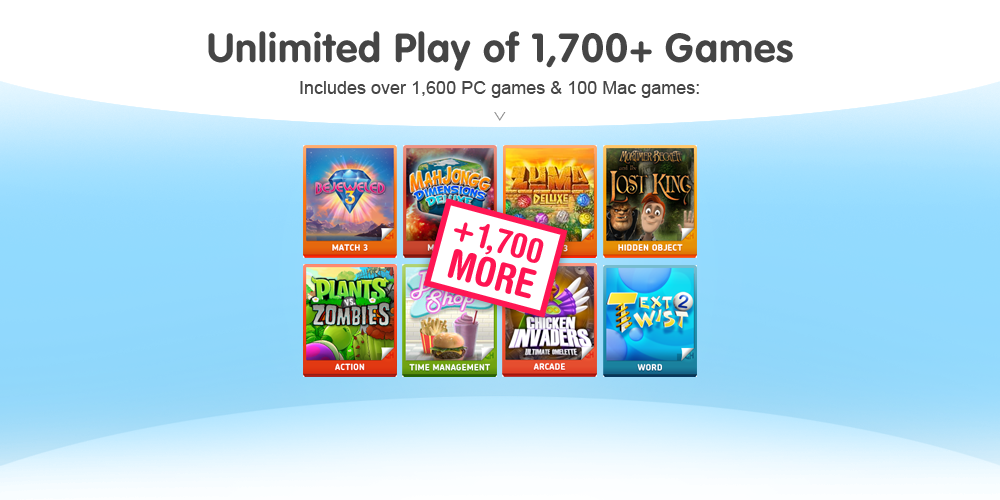 Unlimited Play of 1,700+ Games
Includes over 1,600 PC games & 100 Mac games:
BEJEWELED
3
MATCH 3
MAHJONGG
DIMENSIONS
DELUXE
ZUMA
DELUXE
3
MORTIMER BECKETT
and the
LOST KING
HIDDEN OBJECT
+1,700
MORE
PLANTS
VS.
ZOMBIES
ACTION
Shop
TIME MANAGEMENT
CHICKEN
INVADERS
ULTIMATE OMELETTE
ARCADE
TEXT 2
TWIST
WORD